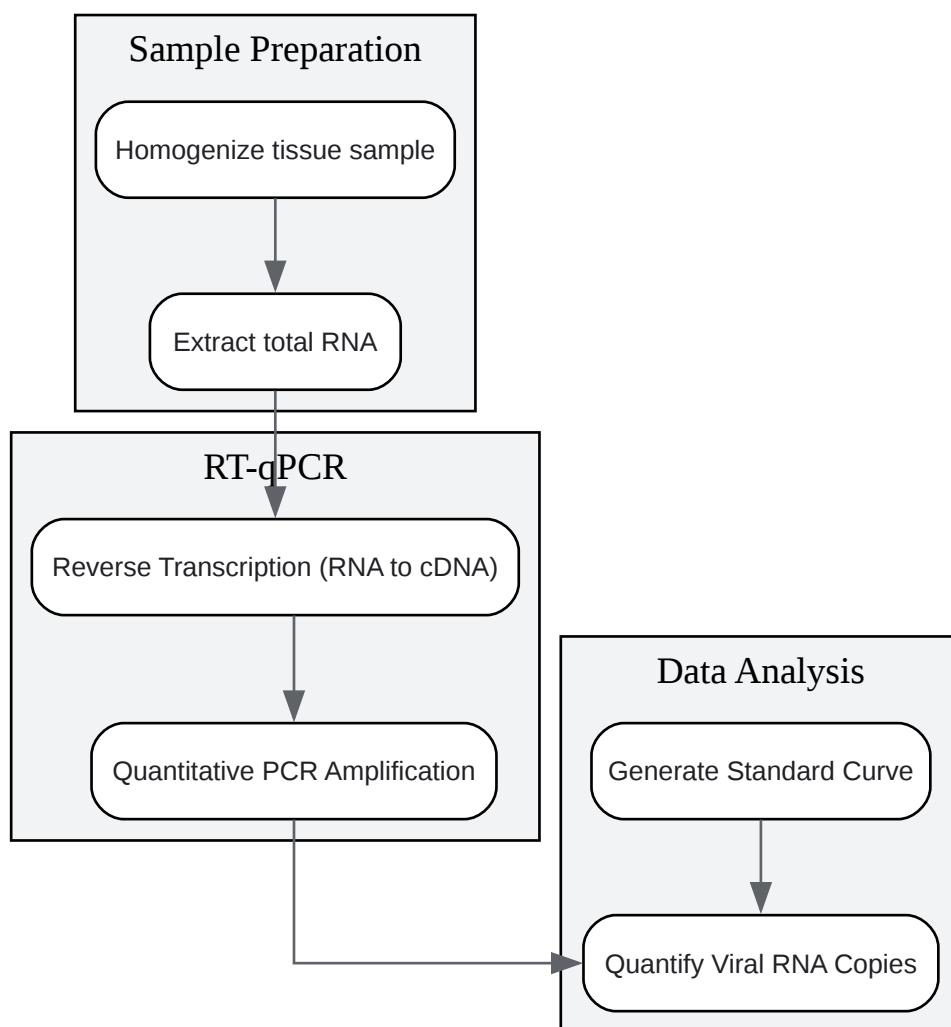 Sample Preparation
Homogenize tissue sample
Extract total RNA
RT-qPCR
Reverse Transcription (RNA to cDNA)
Quantitative PCR Amplification
Data Analysis
Generate Standard Curve
Quantify Viral RNA Copies